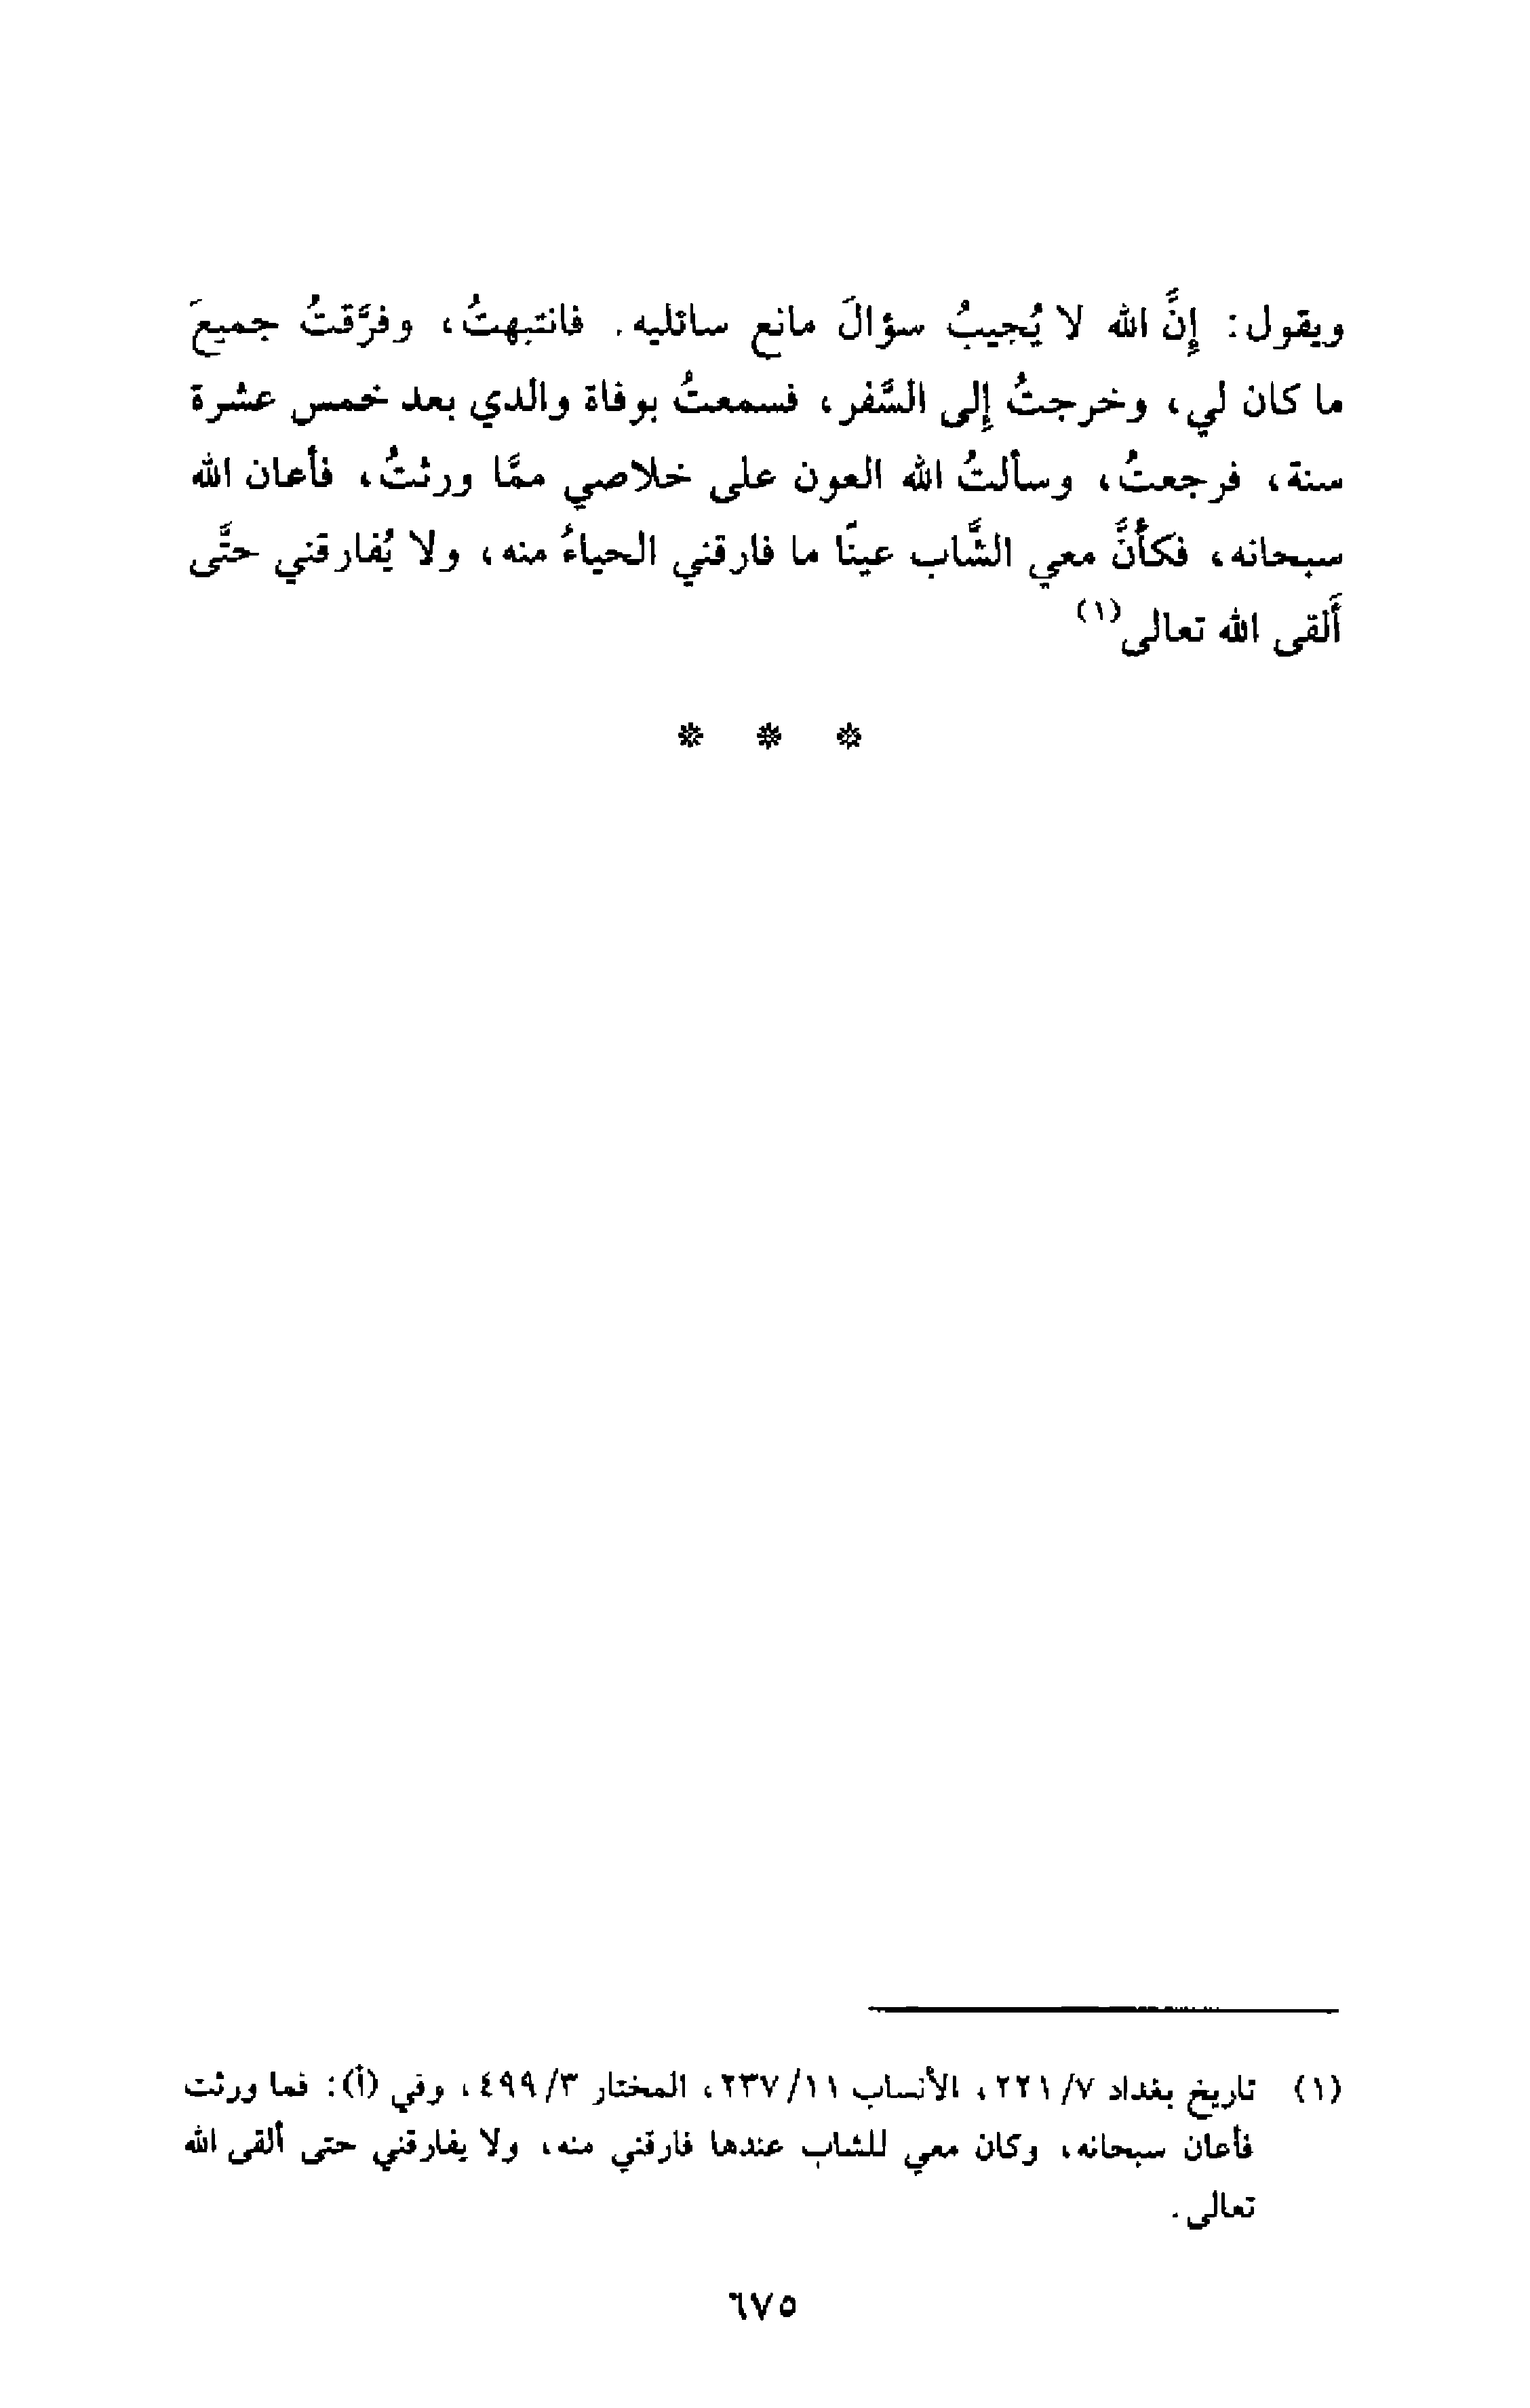 ويقول: إِنَّ الله لا يُجيبُ سؤالَ مانع سائليه. فانتبهتُ، وفرَّقتُ جميعَ
ما كان لي، وخرجتُ إِلى السَّفر، فسمعتُ بوفاة والدي بعد خمس عشرة
سنة، فرجعتُ، وسألتُ الله العون على خلاصي ممَّا ورثتُ، فأعان الله
سبحانه، فكأنَّ معي الشَّاب عينًا ما فارقني الحياءُ منه، ولا يُفارقني حتَّى
أَلقى الله تعالى(١)
* * *
(١) تاريخ بغداد ٧/ ٢٢١، الأنساب ١١/ ٢٣٧، المختار ٣/ ٤٩٩، وفي (أ): فما ورثت
فأعان سبحانه، وكان معي للشاب عندها فارقني منه، ولا يفارقني حتى ألقى الله
تعالى.
٦٧٥